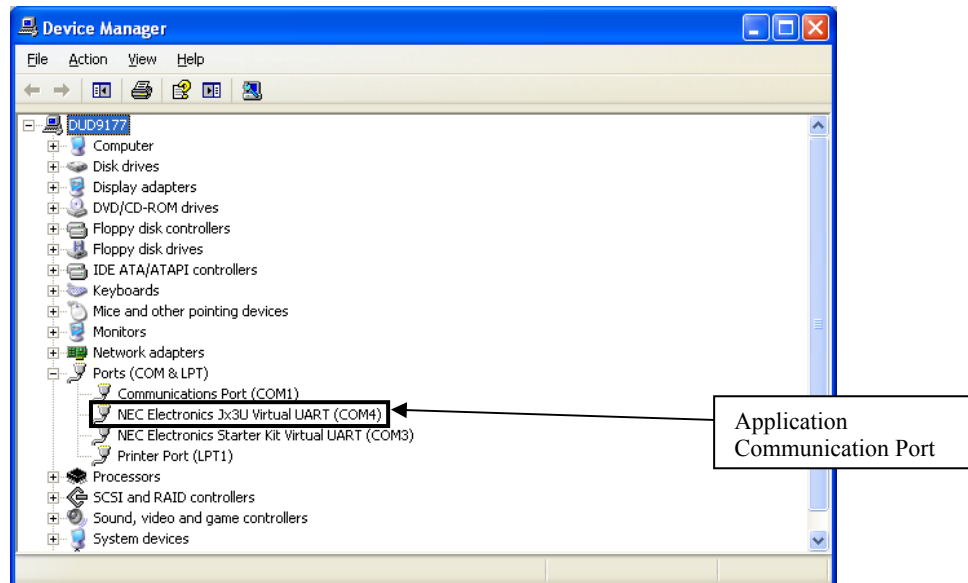 Device Manager
File Action View Help
DUD9177
Computer
Disk drives
Display adapters
DVD/CD-ROM drives
Floppy disk controllers
Floppy disk drives
IDE ATA/ATAPI controllers
Keyboards
Mice and other pointing devices
Monitors
Network adapters
Ports (COM & LPT)
Communications Port (COM1)
NEC Electronics Jx3U Virtual UART (COM4)
NEC Electronics Starter Kit Virtual UART (COM3)
Printer Port (LPT1)
Processors
SCSI and RAID controllers
Sound, video and game controllers
System devices
Application
Communication Port